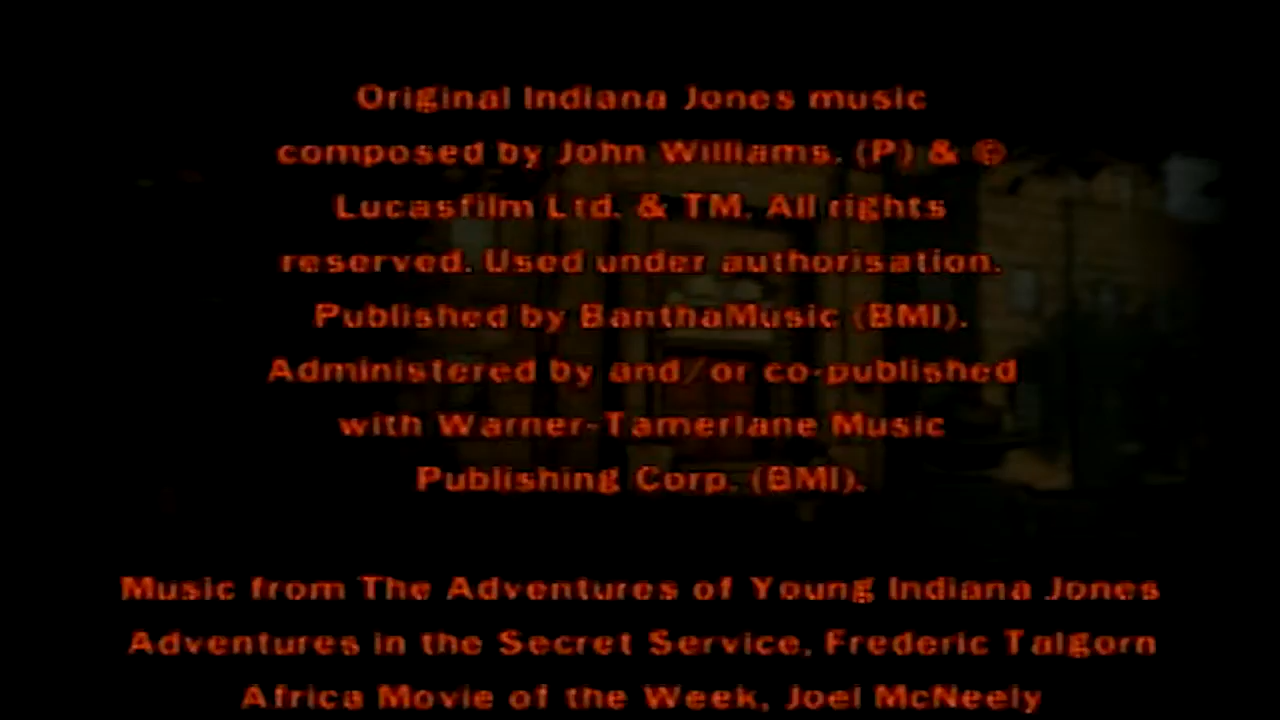 Original Indiana Jones music
composed by John Williams. (P) & ©
Lucasfilm Ltd. & TM. All rights
reserved. Used under authorisation.
Published by BanthaMusic (BMI).
Administered by and/or co-published
with Warner-Tamerlane Music
Publishing Corp. (BMI).
Music from The Adventures of Young Indiana Jones
Adventures in the Secret Service, Frederic Talgorn
Africa Movie of the Week, Joel McNeely